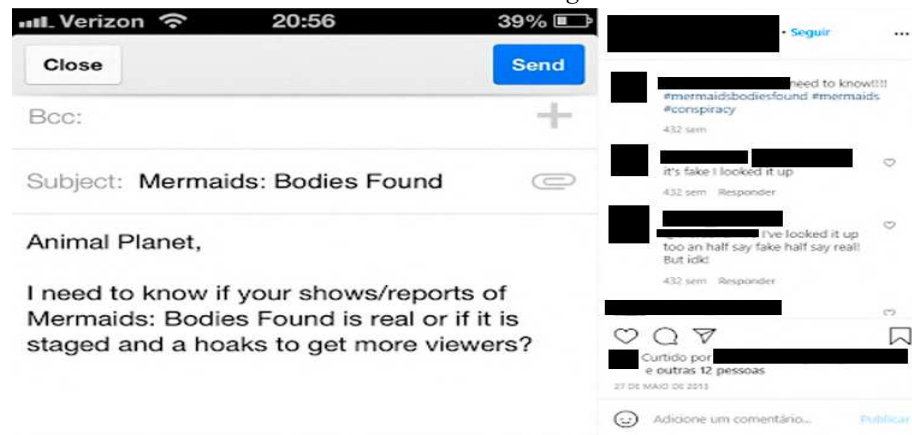 Verizon 20:56 39%
Close
Send
Bcc:
Subject: Mermaids: Bodies Found
Animal Planet,
I need to know if your shows/reports of
Mermaids: Bodies Found is real or if it is
staged and a hoaks to get more viewers?
• Seguir
need to know!!!!
#mermaidsbodiesfound #mermaids
#conspiracy
432 sem
it's fake I looked it up
432 sem Responder
I've looked it up
too an half say fake half say real!
But idk!
432 sem Responder
Curtido por
e outras 12 pessoas
27 DE MAIO DE 2013
Adicione um comentário... Publicar